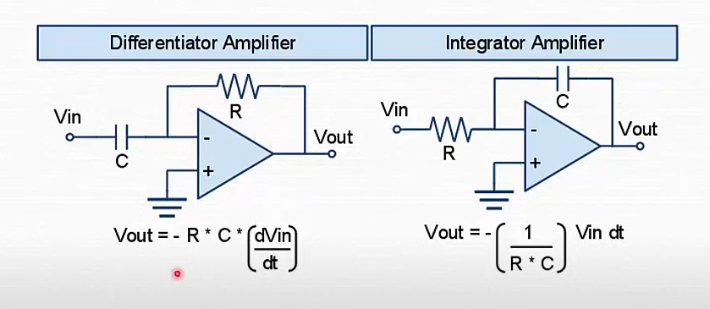 Differentiator Amplifier
Vin
C
R
-
+
Vout
Vout = - R * C * (dVin/dt)
Integrator Amplifier
Vin
R
C
-
+
Vout
Vout = - (1/R * C) Vin dt